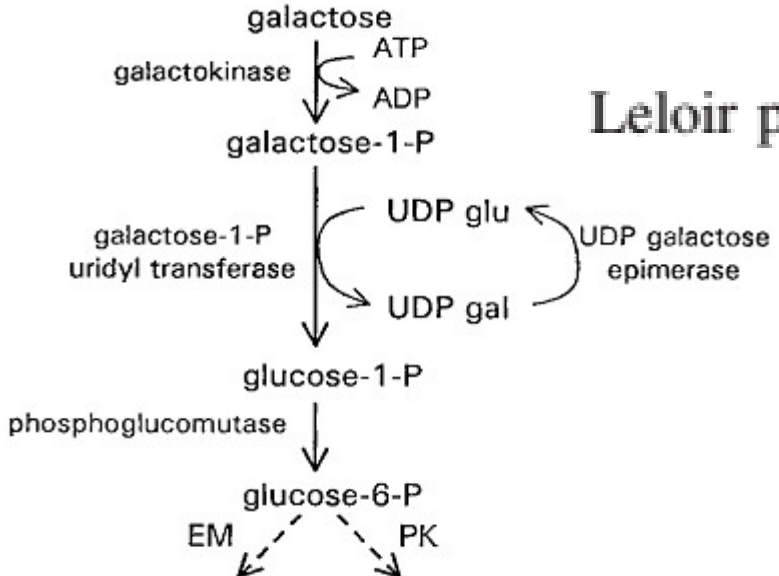 galactose
ATP
galactokinase
ADP
galactose-1-P
Leloir p
UDP glu
galactose-1-P
uridyl transferase
UDP galactose
epimerase
UDP gal
glucose-1-P
phosphoglucomutase
glucose-6-P
EM
PK